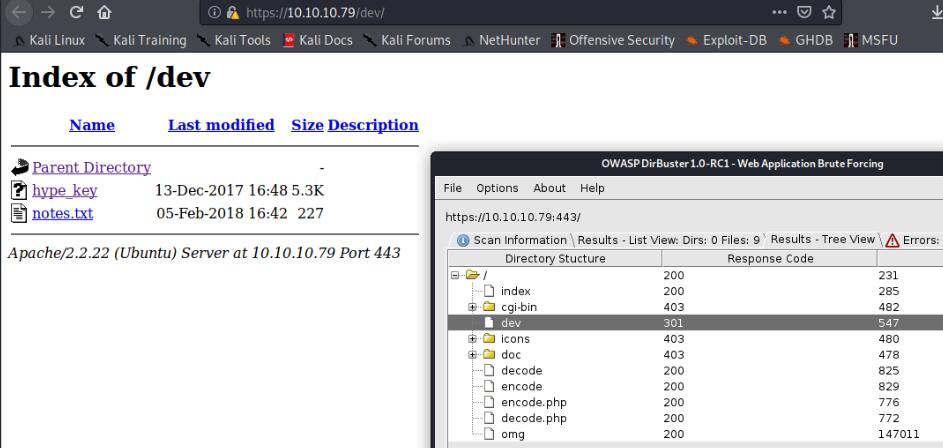 https://10.10.10.79/dev/
Kali Linux Kali Training Kali Tools Kali Docs Kali Forums NetHunter Offensive Security Exploit-DB GHDB MSFU
Index of /dev
Name Last modified Size Description
Parent Directory -
hype_key 13-Dec-2017 16:48 5.3K
notes.txt 05-Feb-2018 16:42 227
Apache/2.2.22 (Ubuntu) Server at 10.10.10.79 Port 443
OWASP DirBuster 1.0-RC1 - Web Application Brute Forcing
File Options About Help
https://10.10.10.79:443/
Scan Information Results - List View: Dirs: 0 Files: 9 Results - Tree View Errors:
Directory Stucture Response Code
/ 200 231
index 200 285
cgi-bin 403 482
dev 301 547
icons 403 480
doc 403 478
decode 200 825
encode 200 829
encode.php 200 776
decode.php 200 772
omg 200 147011